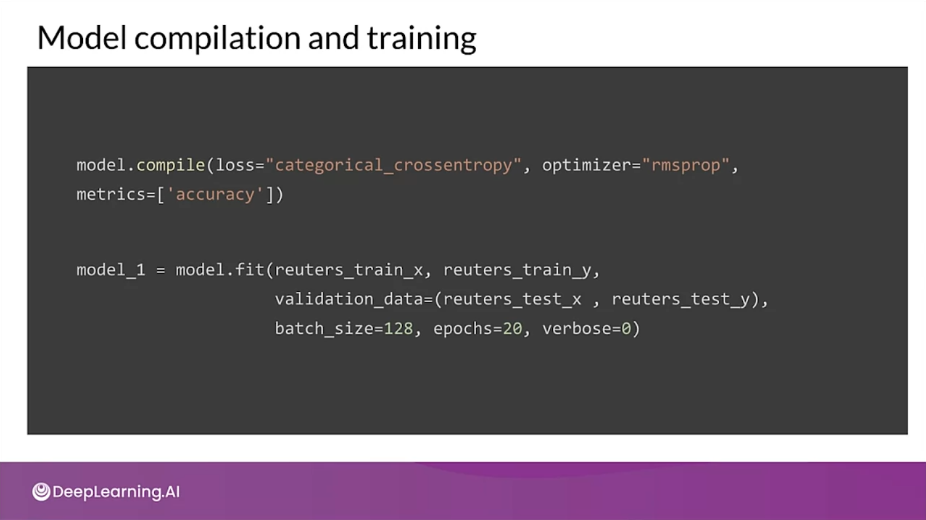 Model compilation and training
model.compile(loss="categorical_crossentropy", optimizer="rmsprop",
metrics=['accuracy'])
model_1 = model.fit(reuters_train_x, reuters_train_y,
validation_data=(reuters_test_x , reuters_test_y),
batch_size=128, epochs=20, verbose=0)
DeepLearning.AI